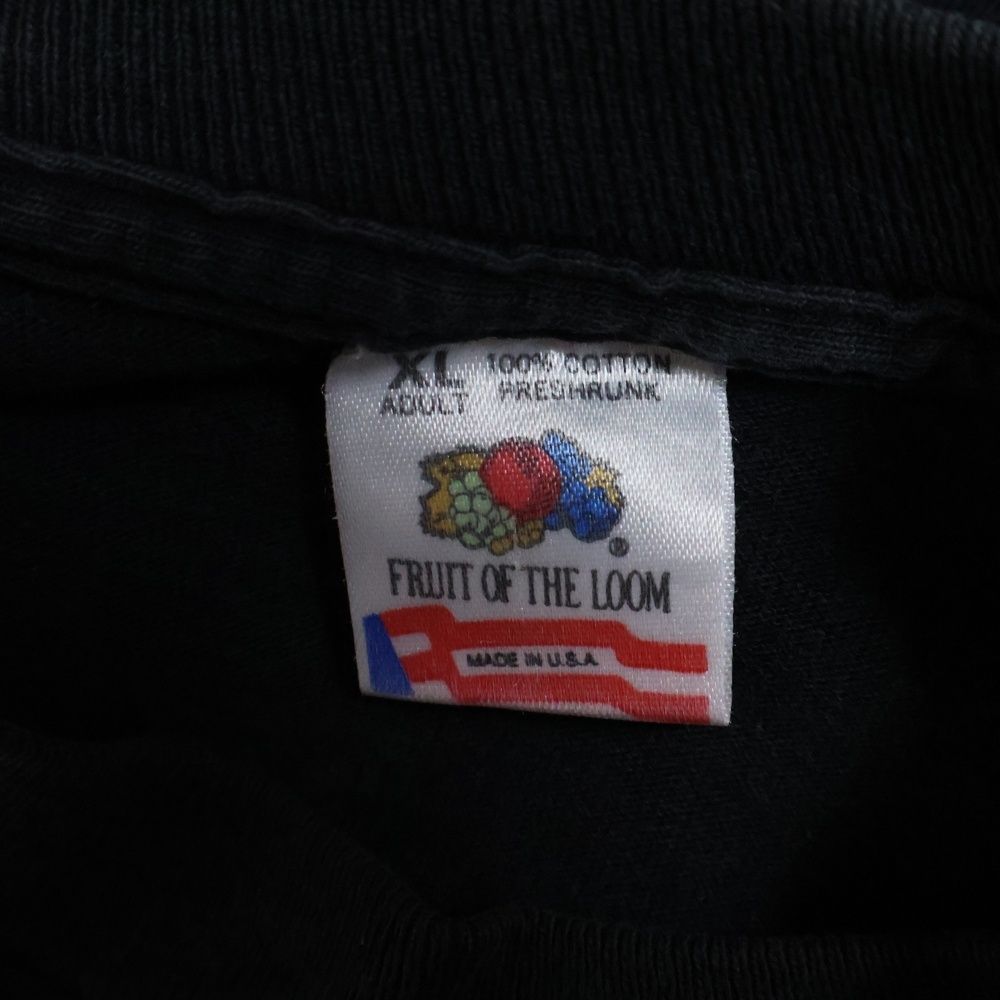 XL 100% COTTON
ADULT PRESHRUNK
®
FRUIT OF THE LOOM
MADE IN U.S.A.